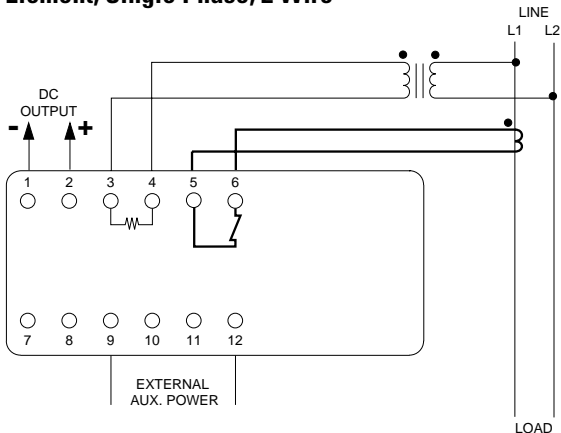 Element, Single Phase, 2 Wire
LINE
L1 L2
DC
OUTPUT
- +
1 2 3 4 5 6
7 8 9 10 11 12
EXTERNAL
AUX. POWER
LOAD